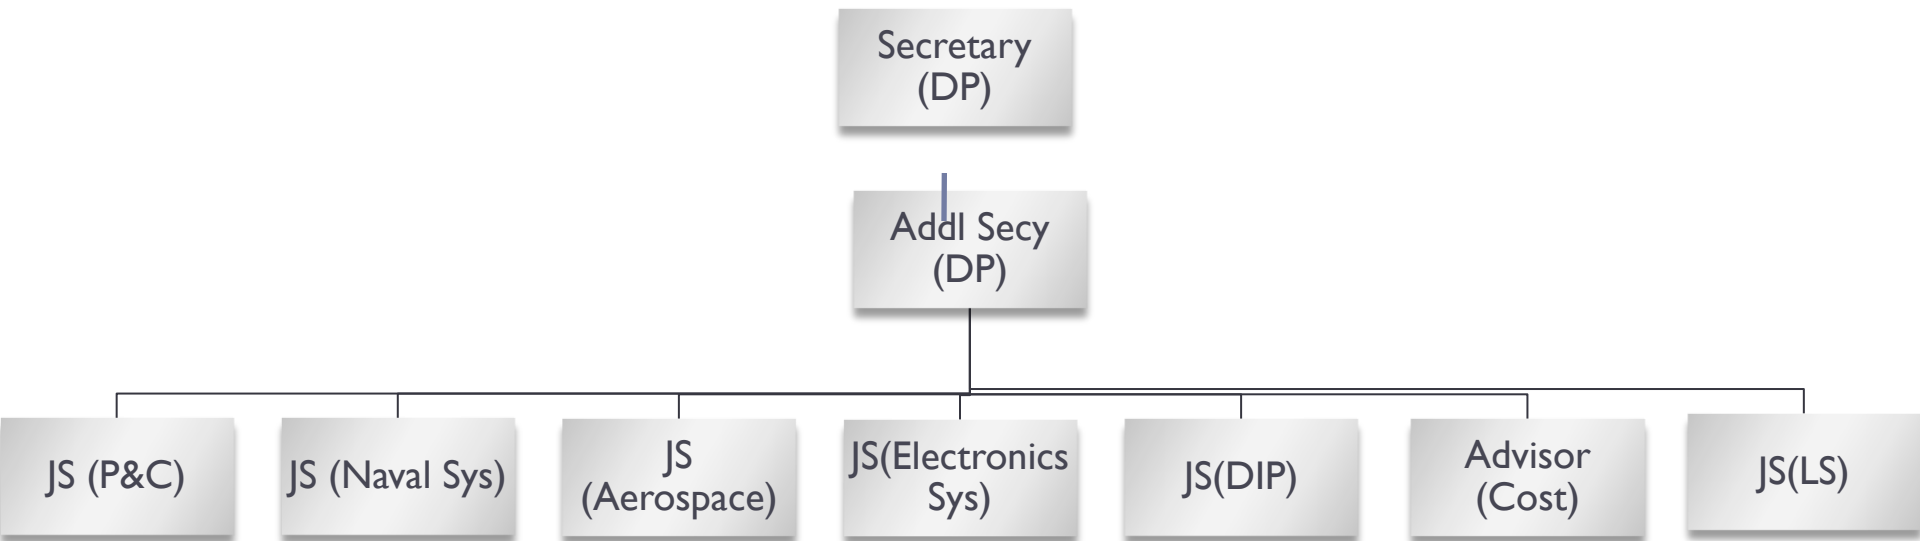 Secretary
(DP)
Addl Secy
(DP)
JS (P&C)
JS (Naval Sys)
JS
(Aerospace)
JS(Electronics
Sys)
JS(DIP)
Advisor
(Cost)
JS(LS)